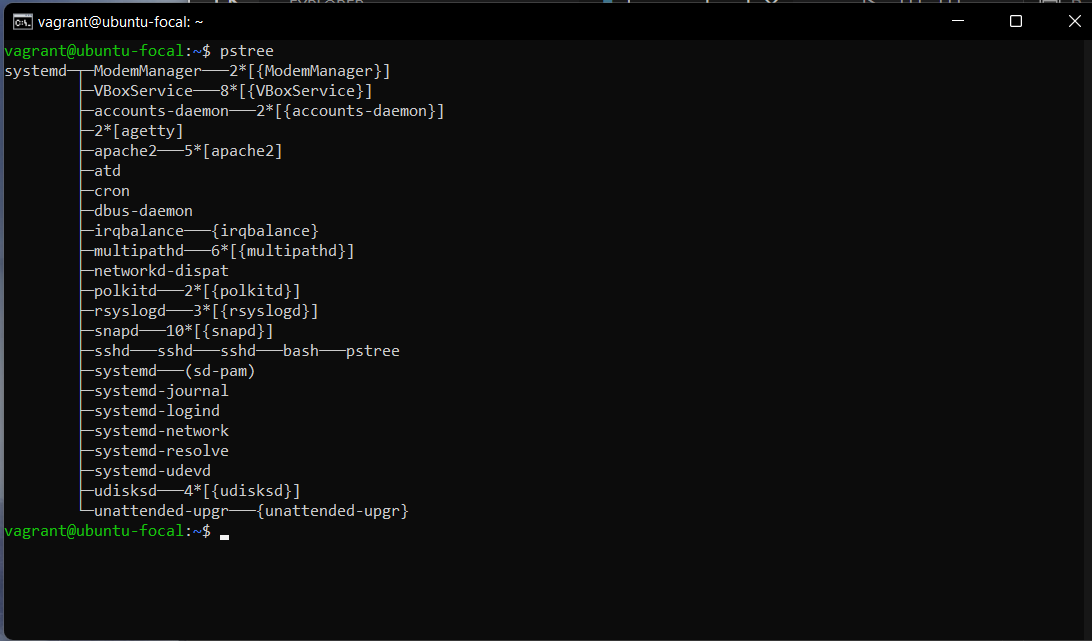 vagrant@ubuntu-focal: ~
vagrant@ubuntu-focal:~$ pstree
systemd─┬─ModemManager───2*[{ModemManager}]
        ├─VBoxService───8*[{VBoxService}]
        ├─accounts-daemon───2*[{accounts-daemon}]
        ├─2*[agetty]
        ├─apache2───5*[apache2]
        ├─atd
        ├─cron
        ├─dbus-daemon
        ├─irqbalance───{irqbalance}
        ├─multipathd───6*[{multipathd}]
        ├─networkd-dispat
        ├─polkitd───2*[{polkitd}]
        ├─rsyslogd───3*[{rsyslogd}]
        ├─snapd───10*[{snapd}]
        ├─sshd───sshd───sshd───bash───pstree
        ├─systemd───(sd-pam)
        ├─systemd-journal
        ├─systemd-logind
        ├─systemd-network
        ├─systemd-resolve
        ├─systemd-udevd
        ├─udisksd───4*[{udisksd}]
        └─unattended-upgr───{unattended-upgr}
vagrant@ubuntu-focal:~$